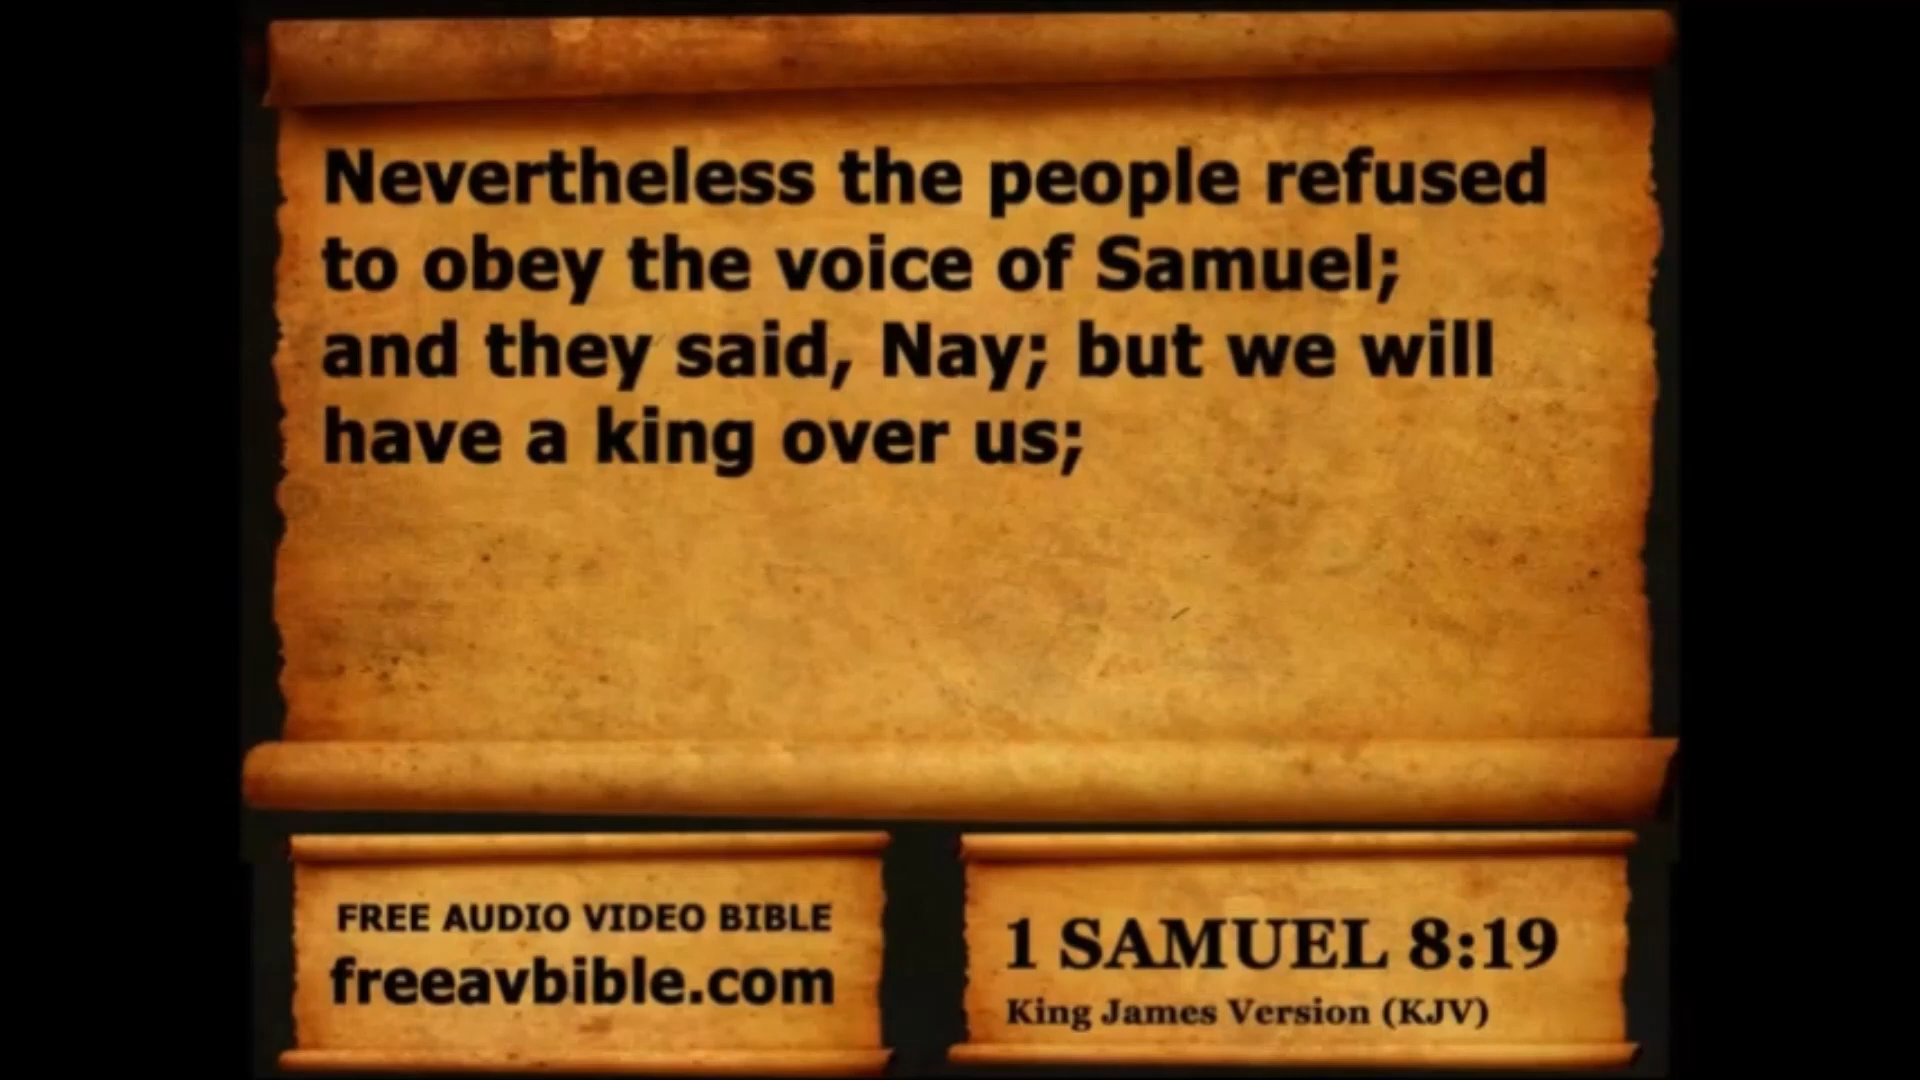 Nevertheless the people refused
to obey the voice of Samuel;
and they said, Nay; but we will
have a king over us;
FREE AUDIO VIDEO BIBLE
freeavbible.com
1 SAMUEL 8:19
King James Version (KJV)